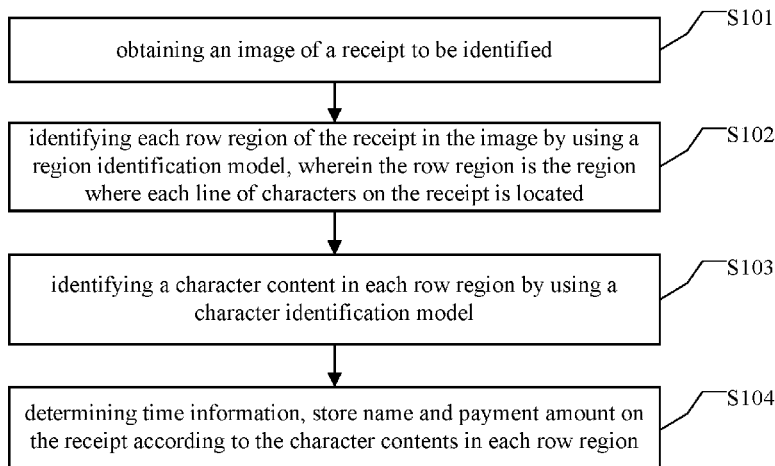 S101
obtaining an image of a receipt to be identified
S102
identifying each row region of the receipt in the image by using a
region identification model, wherein the row region is the region
where each line of characters on the receipt is located
S103
identifying a character content in each row region by using a
character identification model
S104
determining time information, store name and payment amount on
the receipt according to the character contents in each row region